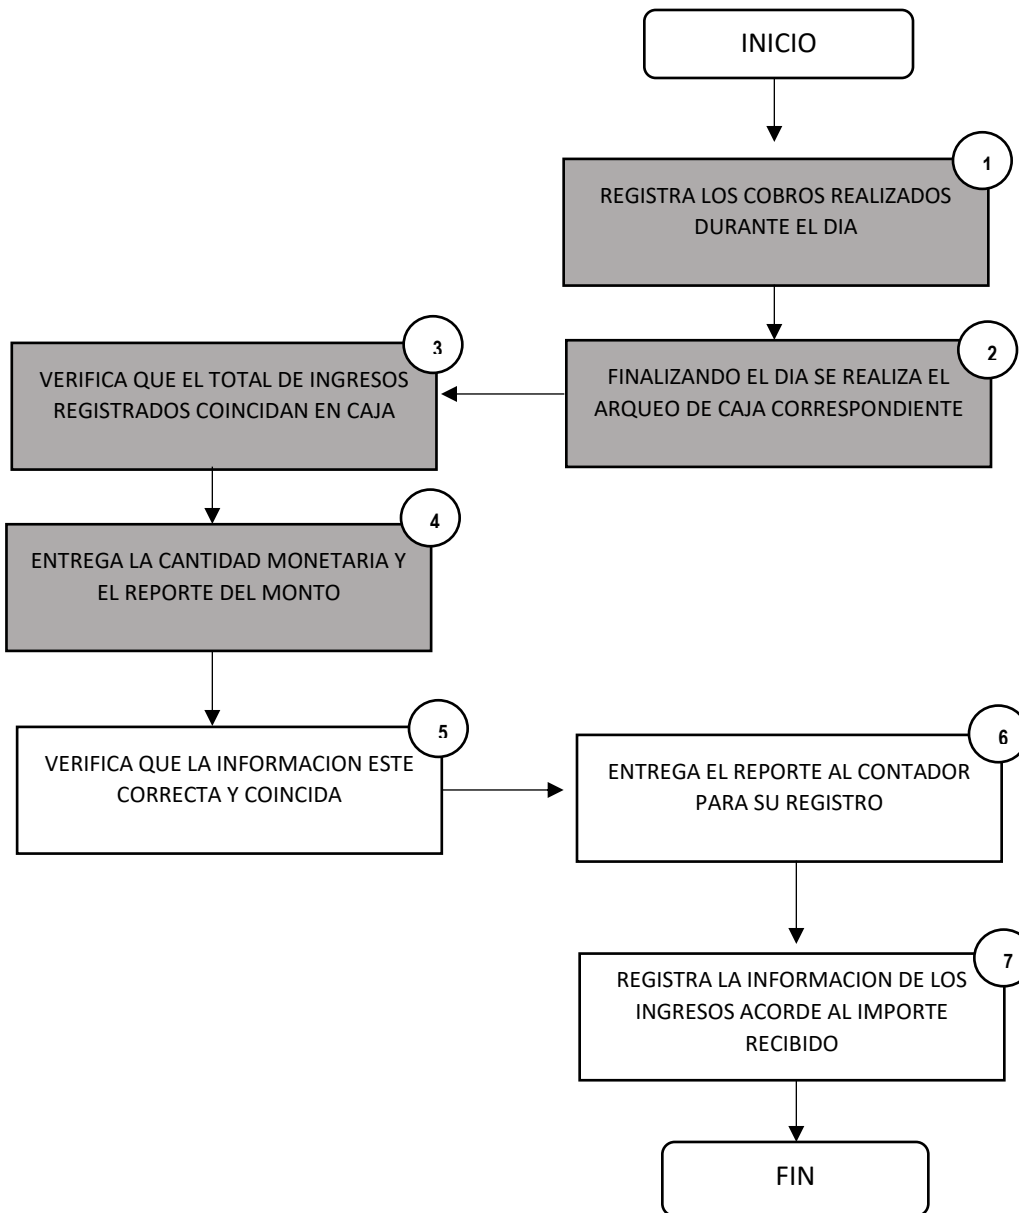 INICIO
1
REGISTRA LOS COBROS REALIZADOS
DURANTE EL DIA
2
FINALIZANDO EL DIA SE REALIZA EL
ARQUEO DE CAJA CORRESPONDIENTE
3
VERIFICA QUE EL TOTAL DE INGRESOS
REGISTRADOS COINCIDAN EN CAJA
4
ENTREGA LA CANTIDAD MONETARIA Y
EL REPORTE DEL MONTO
5
VERIFICA QUE LA INFORMACION ESTE
CORRECTA Y COINCIDA
6
ENTREGA EL REPORTE AL CONTADOR
PARA SU REGISTRO
7
REGISTRA LA INFORMACION DE LOS
INGRESOS ACORDE AL IMPORTE
RECIBIDO
FIN